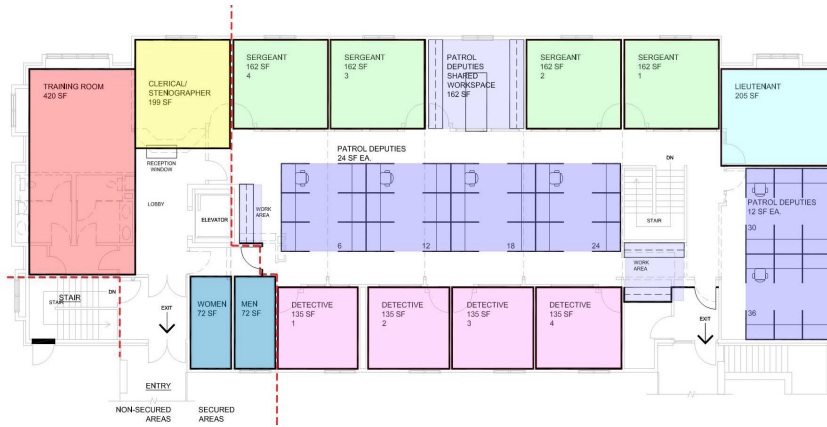 TRAINING ROOM
420 SF
CLERICAL/
STENOGRAPHER
199 SF
SERGEANT
162 SF
4
SERGEANT
162 SF
3
PATROL
DEPUTIES
SHARED
WORKSPACE
162 SF
SERGEANT
162 SF
2
SERGEANT
162 SF
1
LIEUTENANT
205 SF
RECEPTION
WINDOW
LOBBY
ELEVATOR
WORK
AREA
PATROL DEPUTIES
24 SF EA.
6
12
18
24
DN
STAIR
WORK
AREA
PATROL DEPUTIES
12 SF EA.
30
36
STAIR
STAIR
DN
EXIT
WOMEN
72 SF
MEN
72 SF
DETECTIVE
135 SF
1
DETECTIVE
135 SF
2
DETECTIVE
135 SF
3
DETECTIVE
135 SF
4
EXIT
ENTRY
NON-SECURED
AREAS
SECURED
AREAS